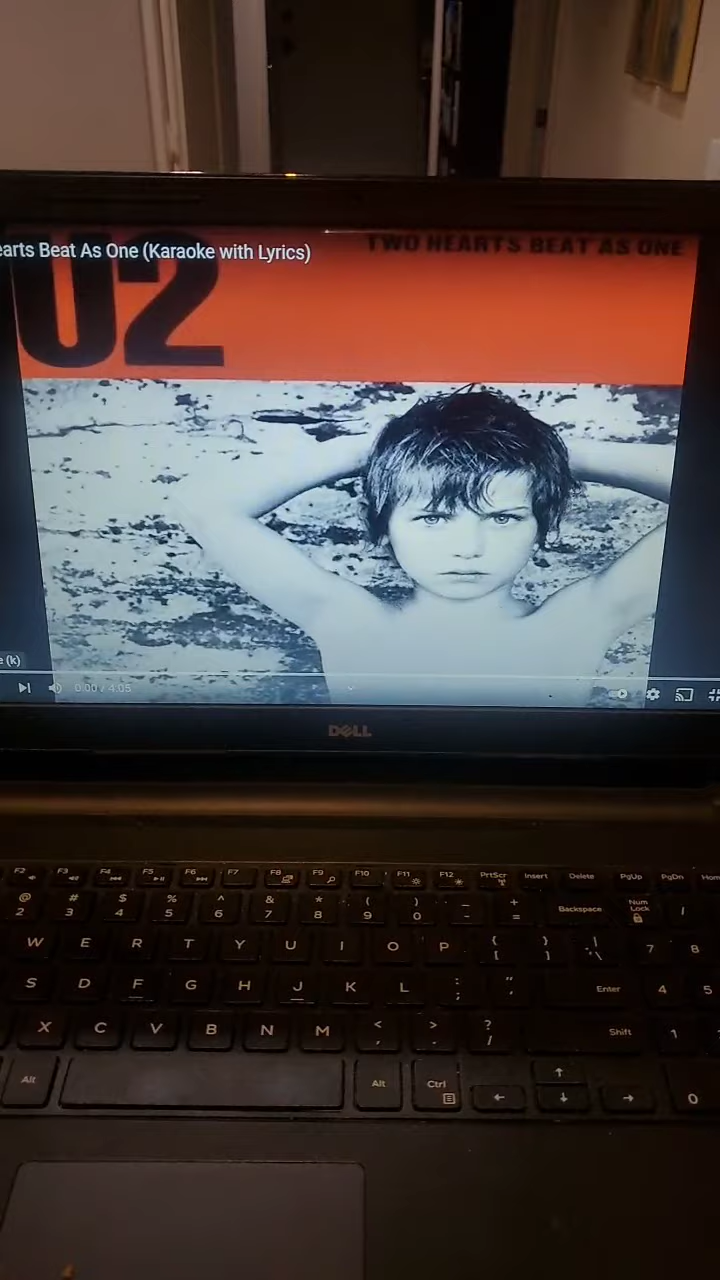 earts Beat As One (Karaoke with Lyrics)
TWO HEARTS BEAT AS ONE
U2
e (k)
0:00 / 4:05
DELL
F2 F3 F4 F5 F6 F7 F8 F9 F10 F11 F12 PrtScr Insert Delete PgUp PgDn Hom
@ # $ % ^ & * ( ) _ +
2 3 4 5 6 7 8 9 0 - = Backspace Num Lock /
W E R T Y U I O P { [ } ] | \ 7 8
S D F G H J K L : ; " ' Enter 4 5
X C V B N M < , > . ? / Shift 1
Alt Alt Ctrl ← ↑ ↓ → 0